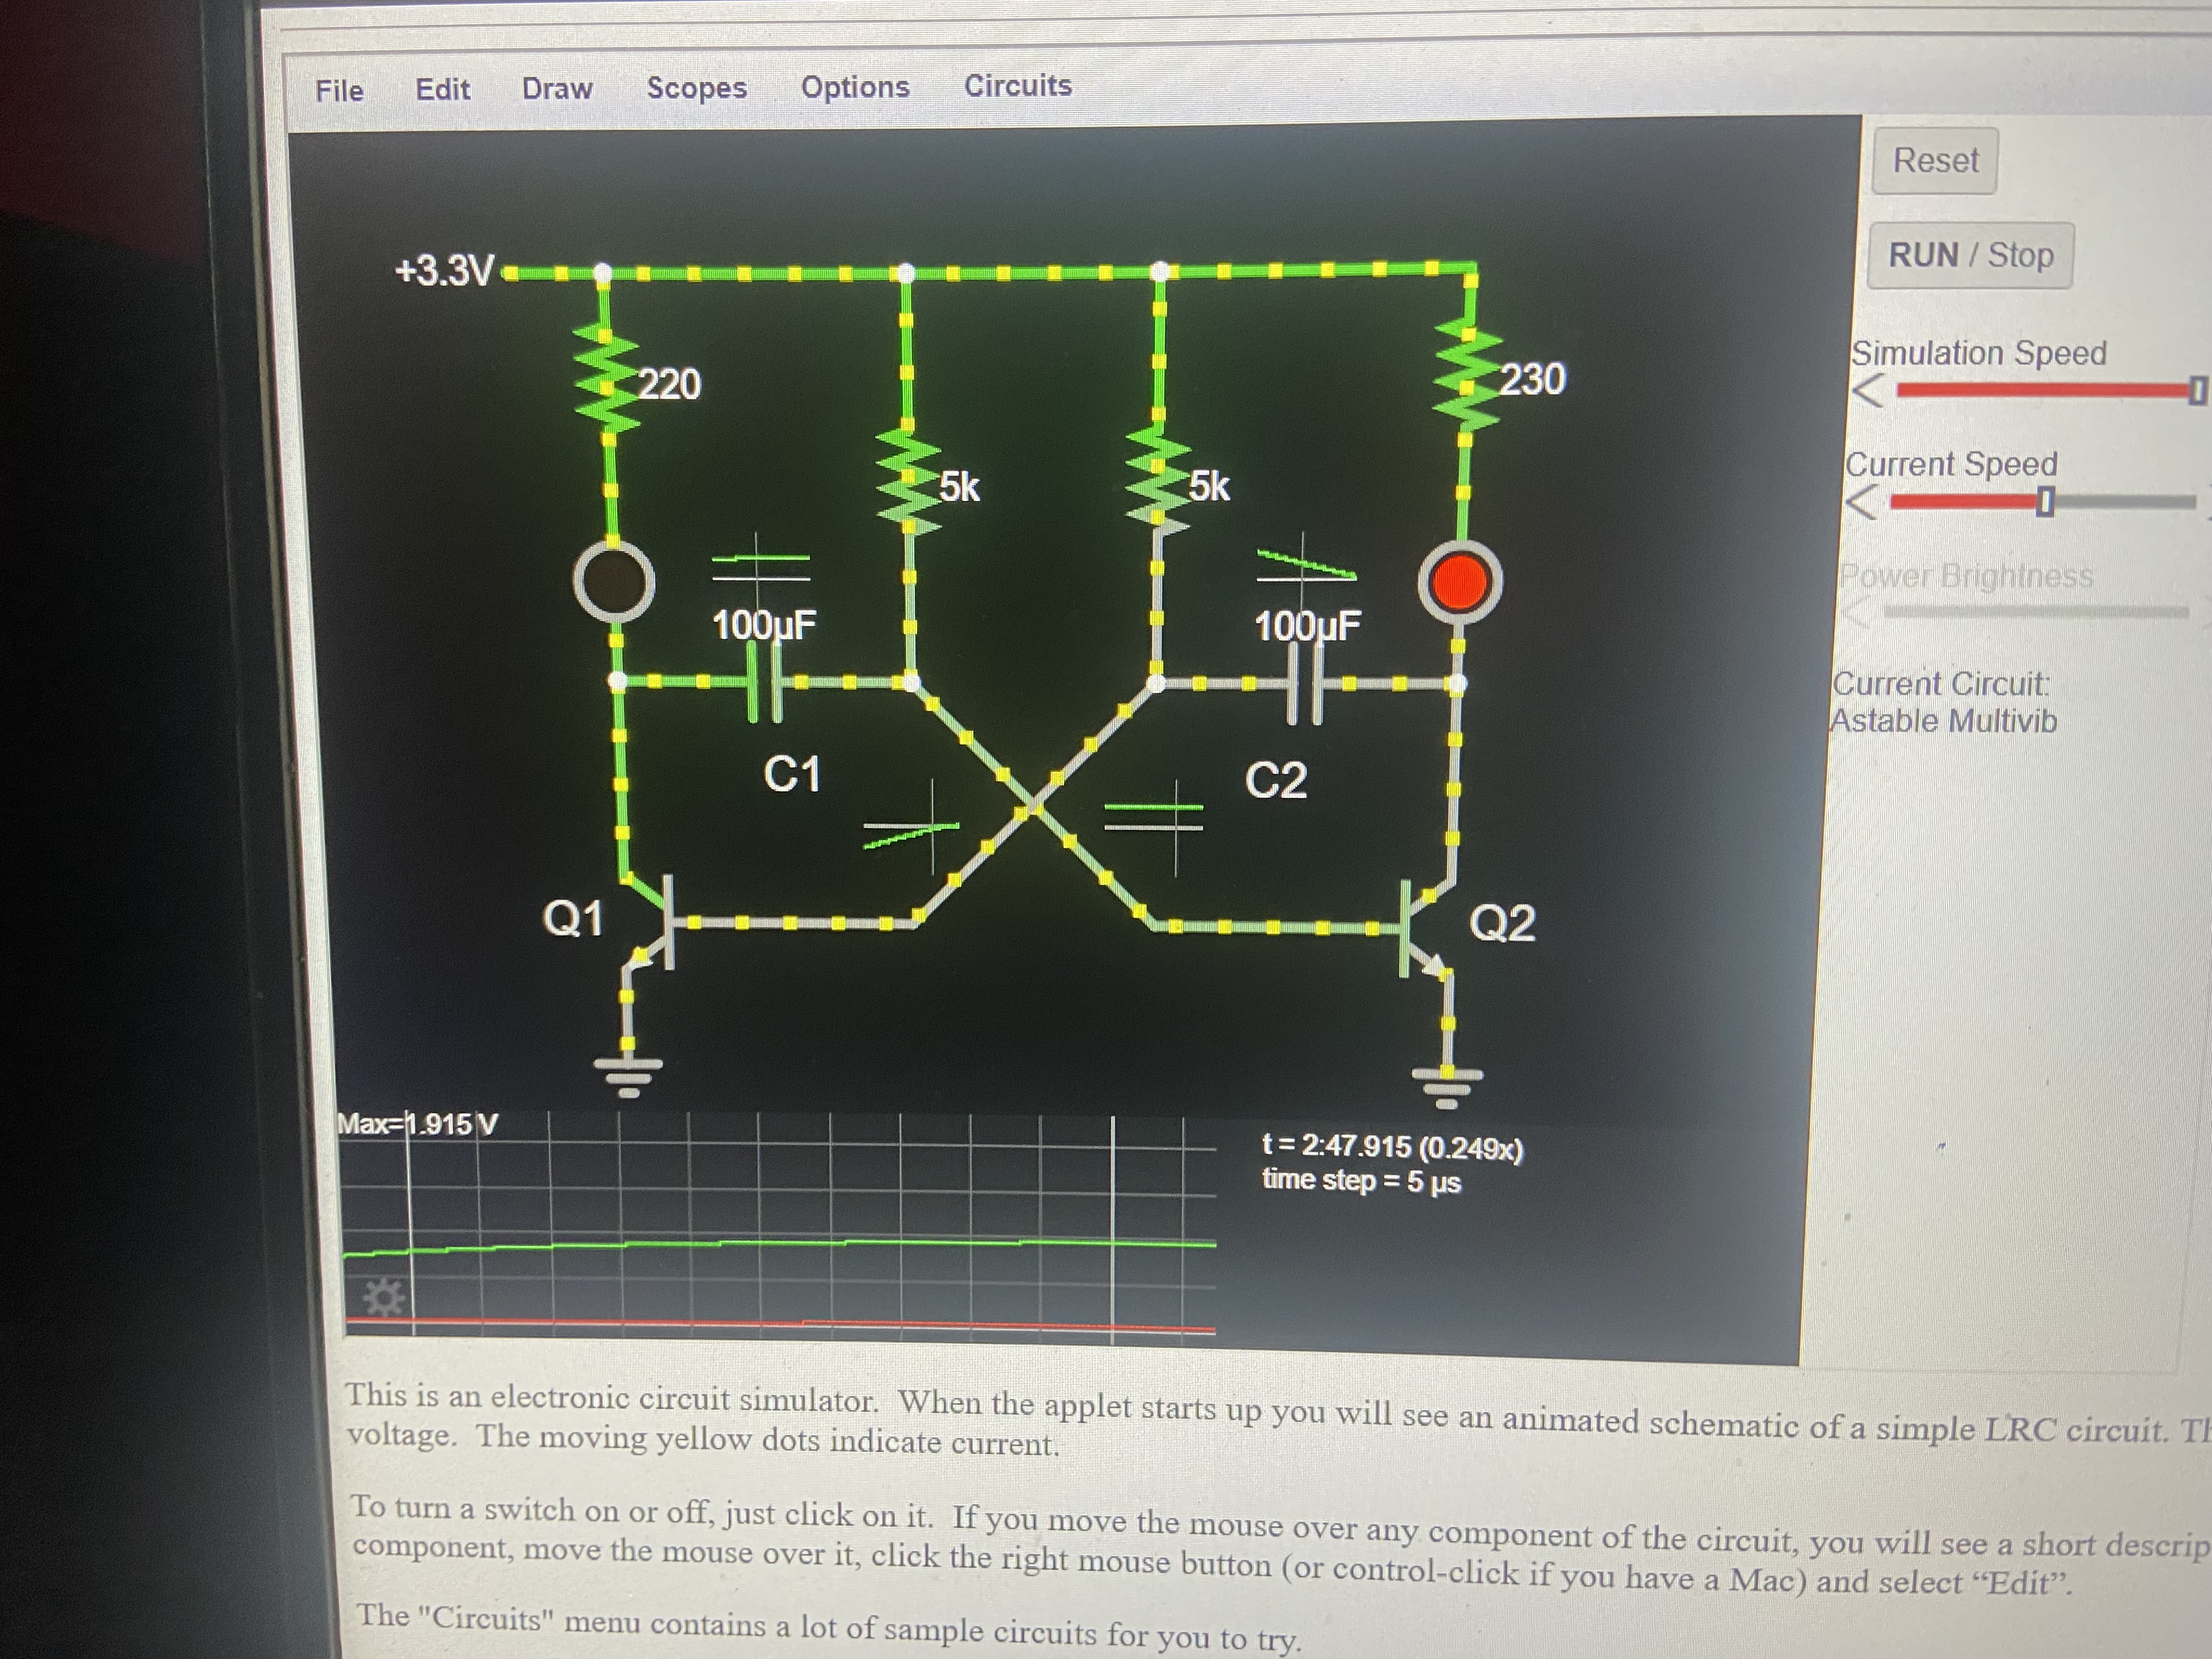 File Edit Draw Scopes Options Circuits
Reset
RUN / Stop
Simulation Speed
Current Speed
Power Brightness
Current Circuit:
Astable Multivib
+3.3V
220
5k
5k
230
100µF
100µF
C1
C2
Q1
Q2
Max=1.915 V
t = 2:47.915 (0.249x)
time step = 5 µs
This is an electronic circuit simulator. When the applet starts up you will see an animated schematic of a simple LRC circuit.
voltage. The moving yellow dots indicate current.
To turn a switch on or off, just click on it. If you move the mouse over any component of the circuit, you will see a short descrip
component, move the mouse over it, click the right mouse button (or control-click if you have a Mac) and select “Edit”.
The "Circuits" menu contains a lot of sample circuits for you to try.